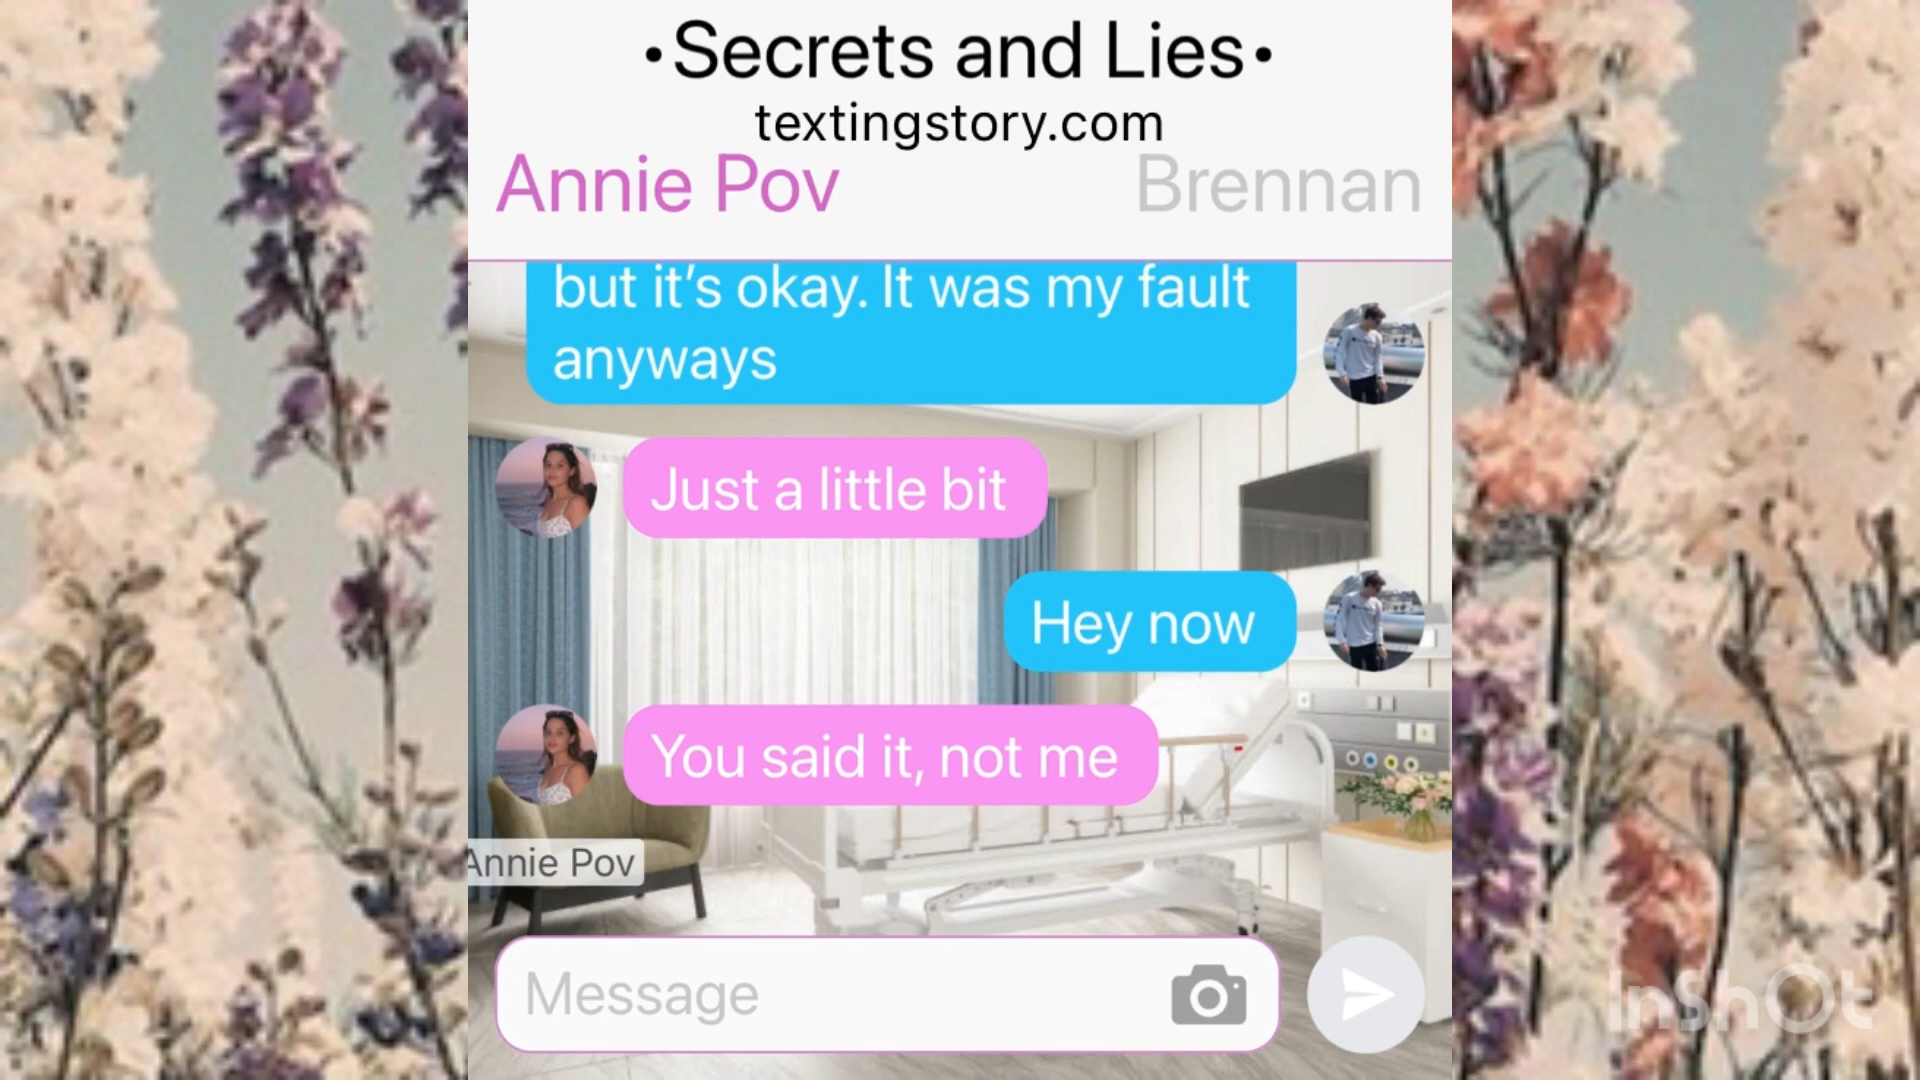 •Secrets and Lies•
textingstory.com
Annie Pov
Brennan
but it’s okay. It was my fault
anyways
Just a little bit
Hey now
You said it, not me
Annie Pov
Message
InShOt